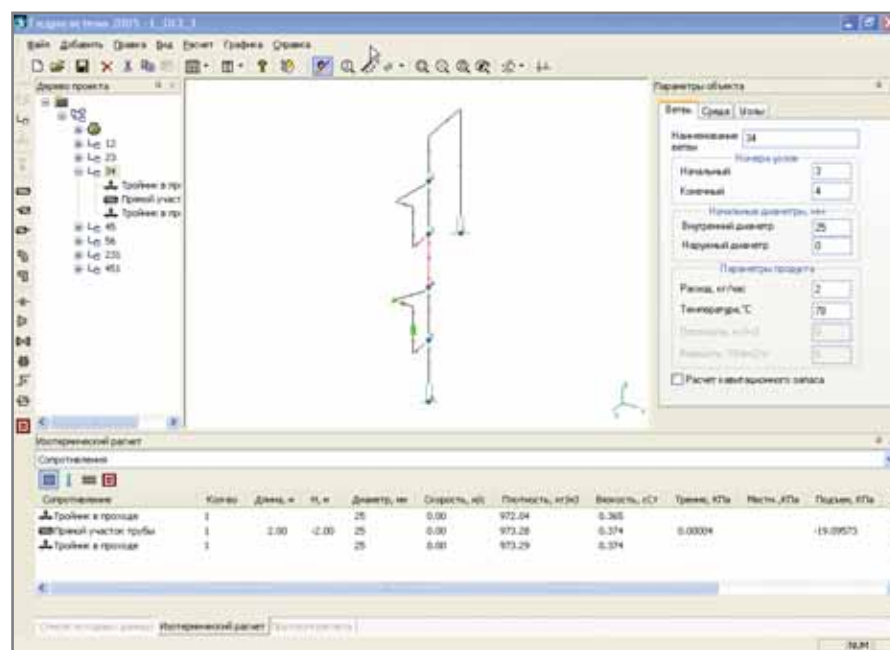 Гидросистема 2005 - [_DCI_]
Файл Добавить Правка Вид Расчет Графика Справка
Дерево проекта
12
23
34
Тройник в пр
Прямой учас
Тройник в пр
45
56
231
451
Параметры объекта
Ветвь Среда Узлы
Наименование ветви 34
Номера узлов
Начальный 3
Конечный 4
Начальные диаметры, мм
Внутренний диаметр 25
Наружный диаметр 0
Параметры продукта
Расход, кг/час 2
Температура, °C 70
Расчет кавитационного запаса
Изотермический расчет
Сопротивления
Сопротивление Кол-во Длина, м H, м Диаметр, мм Скорость, м/с Плотность, кг/м3 Вязкость, сСт Трение, КПа Местн.,КПа Подъем, КПа
Тройник в проходе 1 25 0.00 972.84 0.365
Прямой участок трубы 1 2.00 -2.00 25 0.00 973.28 0.374 0.00004 -19.09573
Тройник в проходе 1 25 0.00 973.29 0.374
Изотермический расчет
NUM